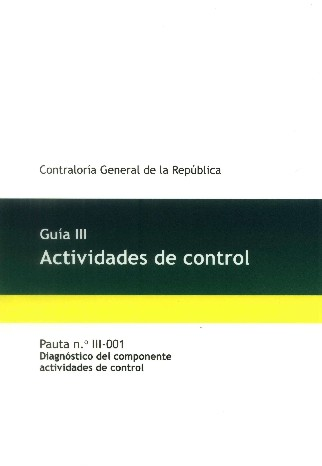 Contraloría General de la República
Guía III
Actividades de control
Pauta n.º III-001
Diagnóstico del componente
actividades de control